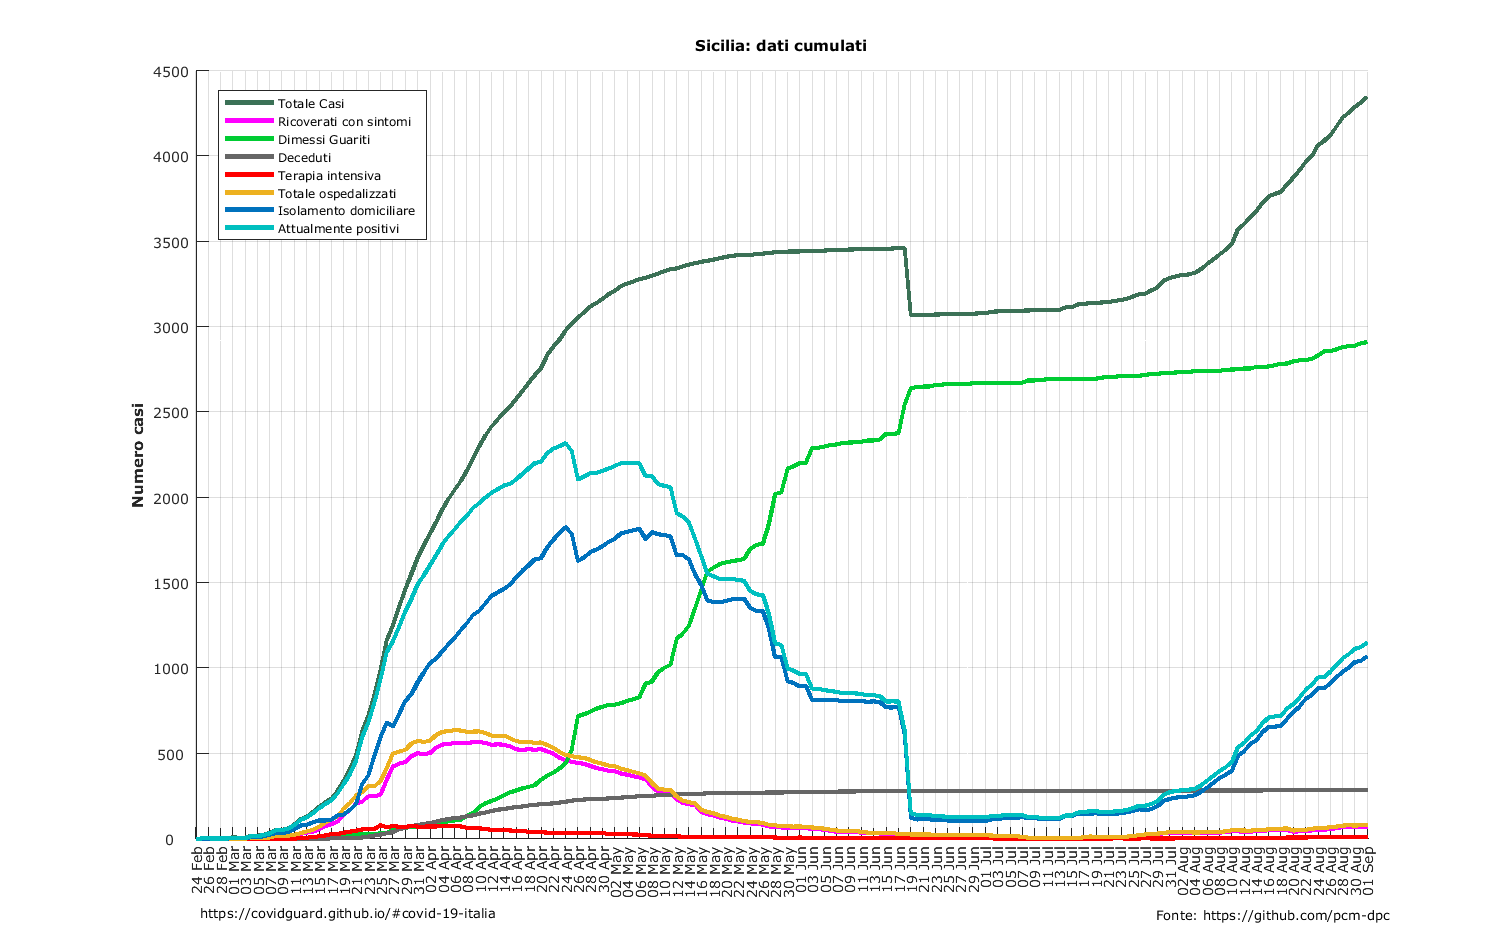 Sicilia: dati cumulati
4500
4000
3500
3000
2500
2000
1500
1000
500
0
Numero casi
Totale Casi
Ricoverati con sintomi
Dimessi Guariti
Deceduti
Terapia intensiva
Totale ospedalizzati
Isolamento domiciliare
Attualmente positivi
24 Feb
26 Feb
28 Feb
01 Mar
03 Mar
05 Mar
07 Mar
09 Mar
11 Mar
13 Mar
15 Mar
17 Mar
19 Mar
21 Mar
23 Mar
25 Mar
27 Mar
29 Mar
31 Mar
02 Apr
04 Apr
06 Apr
08 Apr
10 Apr
12 Apr
14 Apr
16 Apr
18 Apr
20 Apr
22 Apr
24 Apr
26 Apr
28 Apr
30 Apr
02 May
04 May
06 May
08 May
10 May
12 May
14 May
16 May
18 May
20 May
22 May
24 May
26 May
28 May
30 May
01 Jun
03 Jun
05 Jun
07 Jun
09 Jun
11 Jun
13 Jun
15 Jun
17 Jun
19 Jun
21 Jun
23 Jun
25 Jun
27 Jun
29 Jun
01 Jul
03 Jul
05 Jul
07 Jul
09 Jul
11 Jul
13 Jul
15 Jul
17 Jul
19 Jul
21 Jul
23 Jul
25 Jul
27 Jul
29 Jul
31 Jul
02 Aug
04 Aug
06 Aug
08 Aug
10 Aug
12 Aug
14 Aug
16 Aug
18 Aug
20 Aug
22 Aug
24 Aug
26 Aug
28 Aug
30 Aug
01 Sep
https://covidguard.github.io/#covid-19-italia
Fonte: https://github.com/pcm-dpc